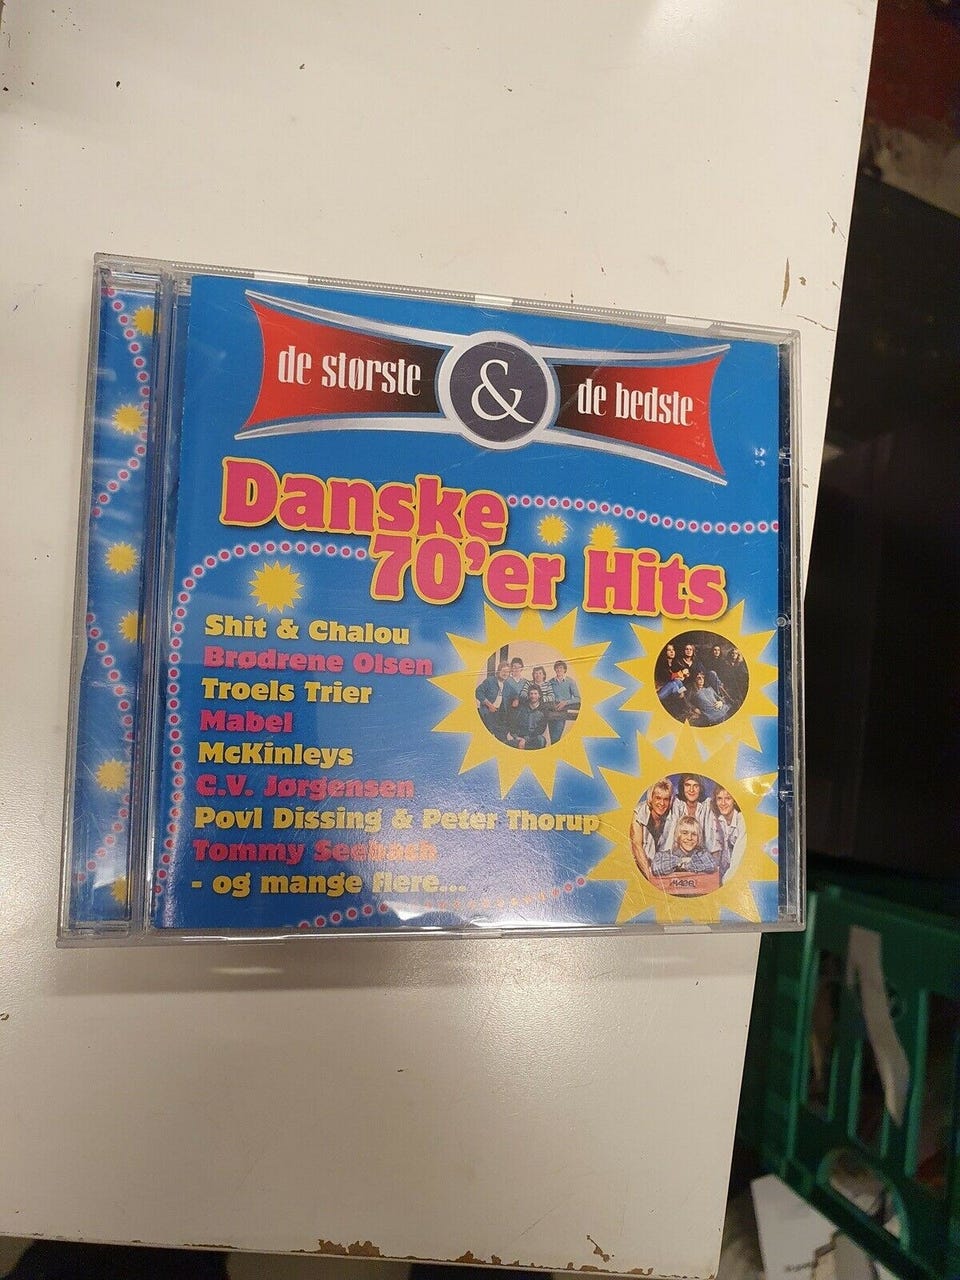 de største & de bedste
Danske
70'er Hits
Shit & Chalou
Brødrene Olsen
Troels Trier
Mabel
McKinleys
C.V. Jørgensen
Povl Dissing & Peter Thorup
Tommy Seebach
- og mange flere...
MABEL